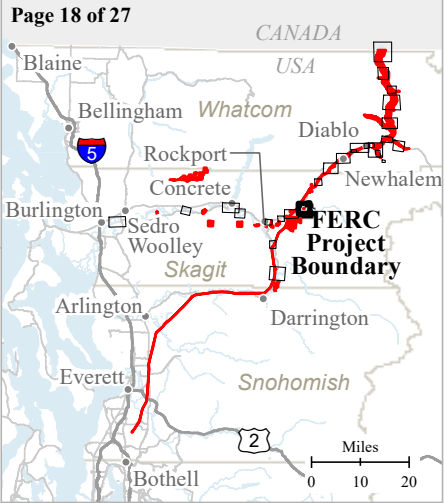 Page 18 of 27
CANADA
USA
Blaine
Bellingham
Whatcom
Diablo
5
Rockport
Newhalem
Concrete
Burlington
Sedro
Woolley
FERC
Project
Boundary
Skagit
Arlington
Darrington
Everett
Snohomish
2
Miles
Bothell
0 10 20